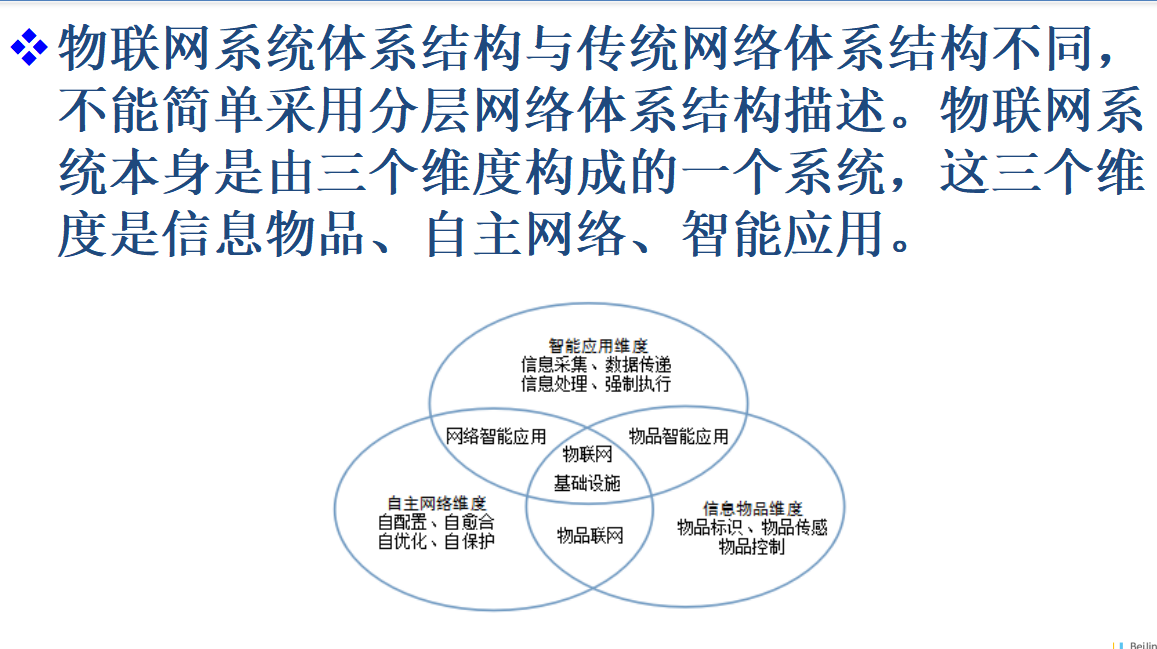 物联网系统体系结构与传统网络体系结构不同，
不能简单采用分层网络体系结构描述。物联网系
统本身是由三个维度构成的一个系统，这三个维
度是信息物品、自主网络、智能应用。
智能应用维度
信息采集、数据传递
信息处理、强制执行
网络智能应用
物品智能应用
物联网
基础设施
自主网络维度
自配置、自愈合
自优化、自保护
信息物品维度
物品标识、物品传感
物品控制
物品联网